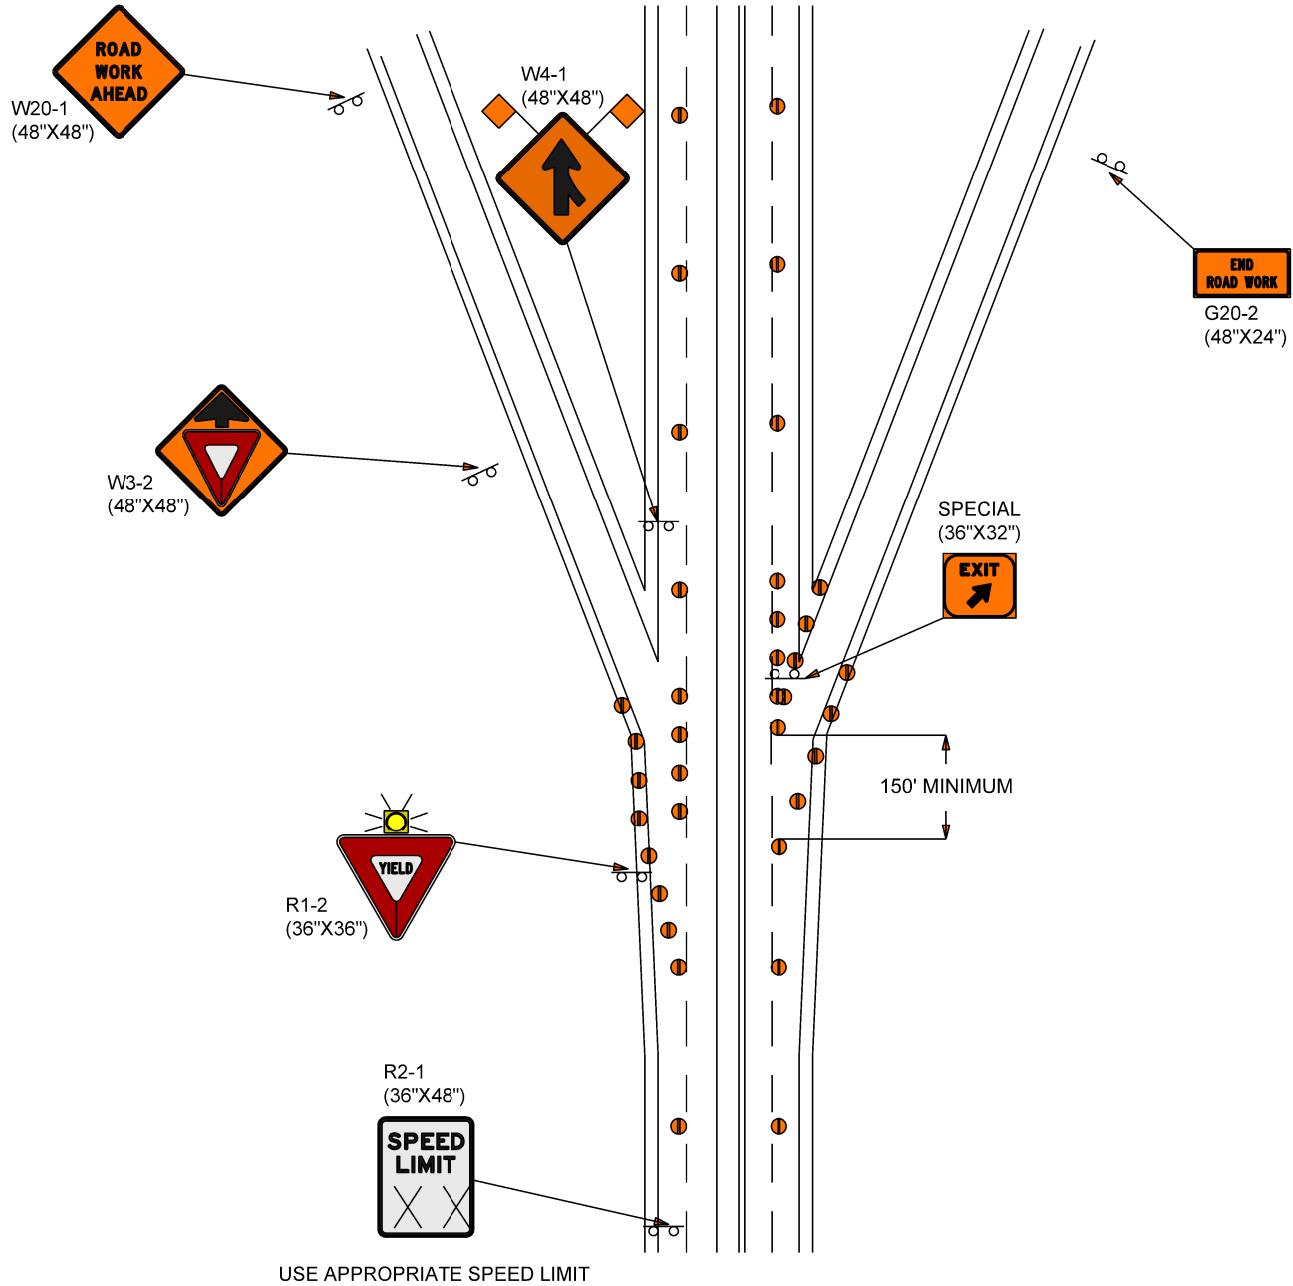 ROAD
WORK
AHEAD
W20-1
(48"X48")
W4-1
(48"X48")
END
ROAD WORK
G20-2
(48"X24")
W3-2
(48"X48")
SPECIAL
(36"X32")
EXIT
150' MINIMUM
YIELD
R1-2
(36"X36")
R2-1
(36"X48")
SPEED
LIMIT
XX
USE APPROPRIATE SPEED LIMIT